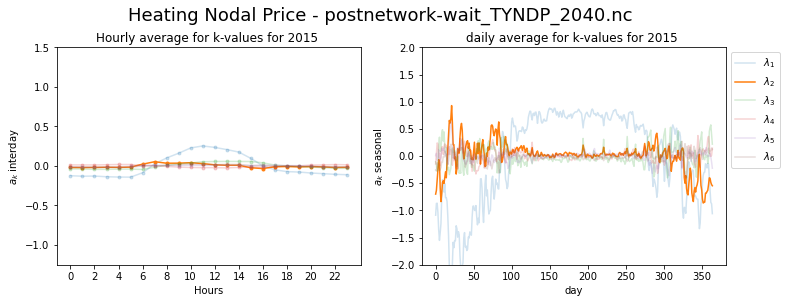 Heating Nodal Price - postnetwork-wait_TYNDP_2040.nc
Hourly average for k-values for 2015
1.5
1.0
0.5
0.0
−0.5
−1.0
a_k interday
0 2 4 6 8 10 12 14 16 18 20 22
Hours
daily average for k-values for 2015
2.0
1.5
1.0
0.5
0.0
−0.5
−1.0
−1.5
−2.0
a_k seasonal
0 50 100 150 200 250 300 350
day
λ₁
λ₂
λ₃
λ₄
λ₅
λ₆